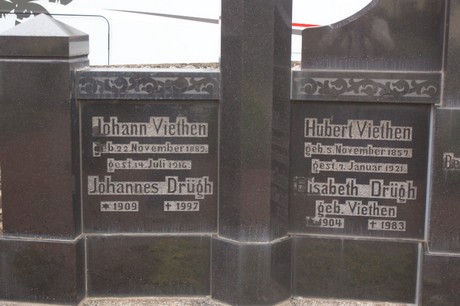 Johann Viethen
geb. 22. November 1889.
gest. 14. Juli 1916.
Johannes Drügh
* 1909 † 1997
Hubert Viethen
geb. 5. November 1857.
gest. 7. Januar 1921.
Elisabeth Drügh
geb. Viethen
* 1904 † 1983